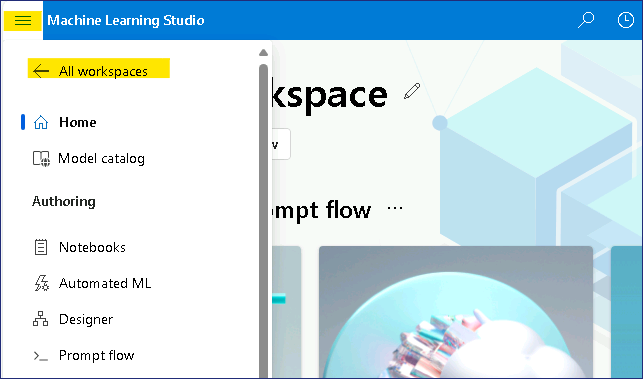 Machine Learning Studio
All workspaces
Home
Model catalog
Authoring
Notebooks
Automated ML
Designer
Prompt flow
kspace
ompt flow ...